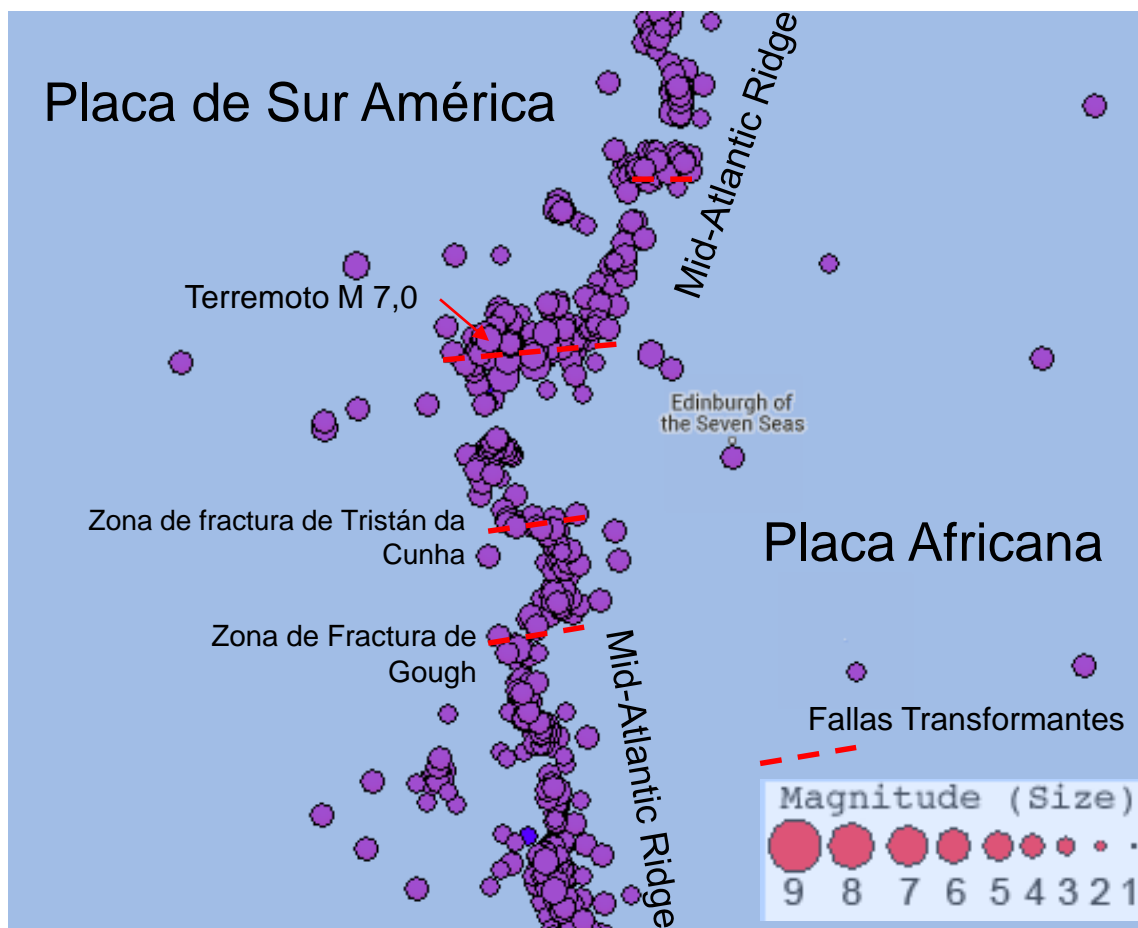 Placa de Sur América
Mid-Atlantic Ridge
Terremoto M 7,0
Edinburgh of
the Seven Seas
Zona de fractura de Tristán da
Cunha
Placa Africana
Zona de Fractura de
Gough
Mid-Atlantic Ridge
Fallas Transformantes
Magnitude (Size)
9 8 7 6 5 4 3 2 1